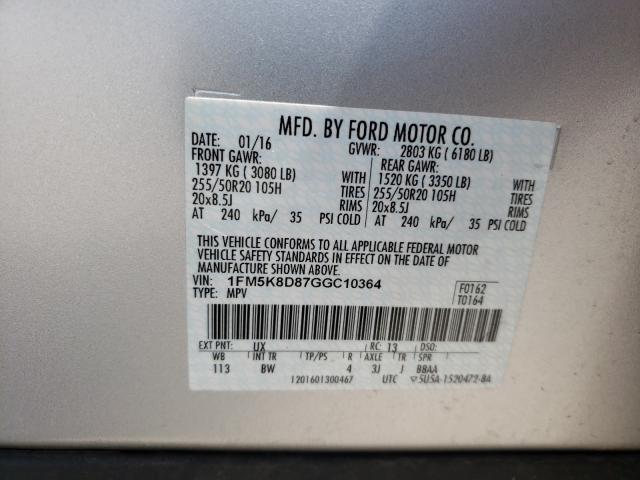 MFD. BY FORD MOTOR CO.
DATE: 01/16 GVWR: 2803 KG ( 6180 LB)
FRONT GAWR: REAR GAWR:
1397 KG ( 3080 LB) WITH 1520 KG ( 3350 LB) WITH
255/50R20 105H TIRES 255/50R20 105H TIRES
20x8.5J RIMS 20x8.5J RIMS
AT 240 kPa/ 35 PSI COLD AT 240 kPa/ 35 PSI COLD
THIS VEHICLE CONFORMS TO ALL APPLICABLE FEDERAL MOTOR
VEHICLE SAFETY STANDARDS IN EFFECT ON THE DATE OF
MANUFACTURE SHOWN ABOVE.
VIN: 1FM5K8D87GGC10364 F0162
TYPE: MPV T0164
EXT PNT: UX RC: 13 DSO:
WB INT TR TP/PS R AXLE TR SPR
113 BW 4 3J J BBAA
1201601300467 UTC ▽5U5A-1520472-BA